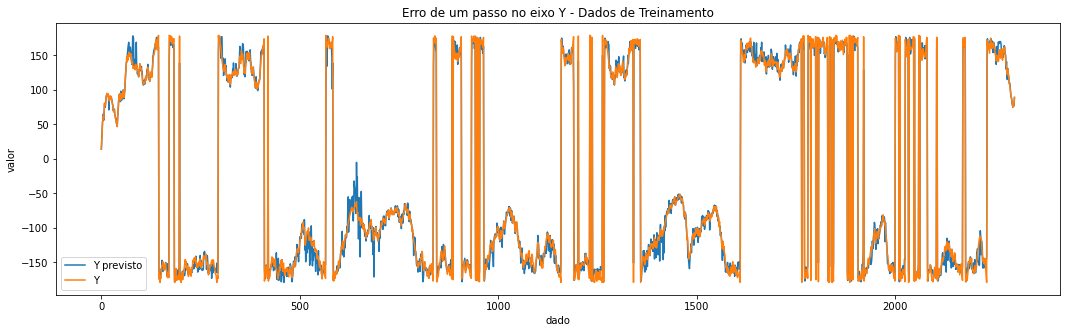 Erro de um passo no eixo Y - Dados de Treinamento
valor
150
100
50
0
−50
−100
−150
Y previsto
Y
0
500
1000
1500
2000
dado